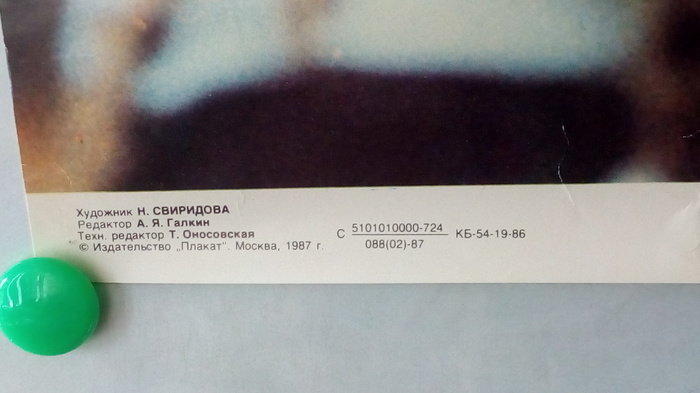 Художник Н. СВИРИДОВА
Редактор А. Я. Галкин
Техн. редактор Т. Оносовская
© Издательство „Плакат". Москва, 1987 г.
С 5101010000-724 КБ-54-19-86
088(02)-87